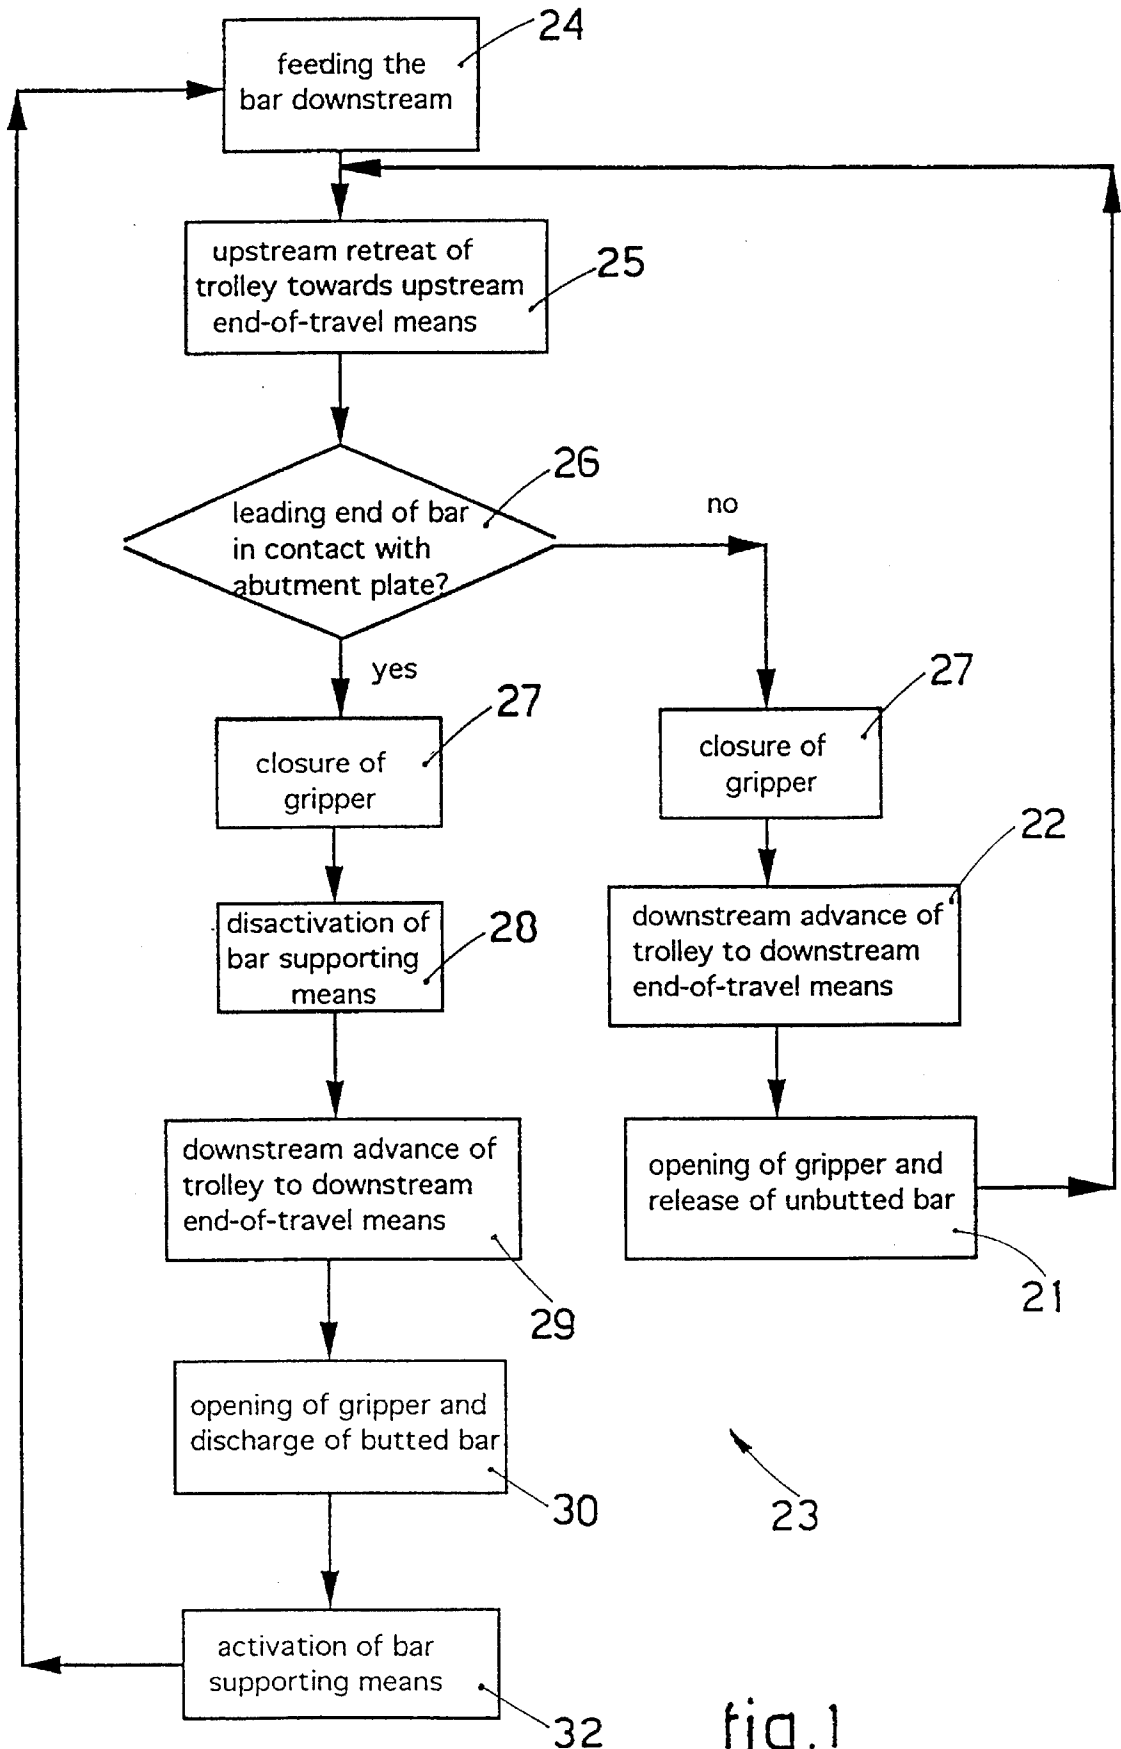 24
feeding the
bar downstream
upstream retreat of
trolley towards upstream
end-of-travel means
25
26
leading end of bar
in contact with
abutment plate?
no
yes
27
closure of
gripper
27
closure of
gripper
22
disactivation of
bar supporting
means
28
downstream advance of
trolley to downstream
end-of-travel means
downstream advance of
trolley to downstream
end-of-travel means
29
opening of gripper and
release of unbutted bar
21
opening of gripper and
discharge of butted bar
30
23
activation of bar
supporting means
32
fig.1